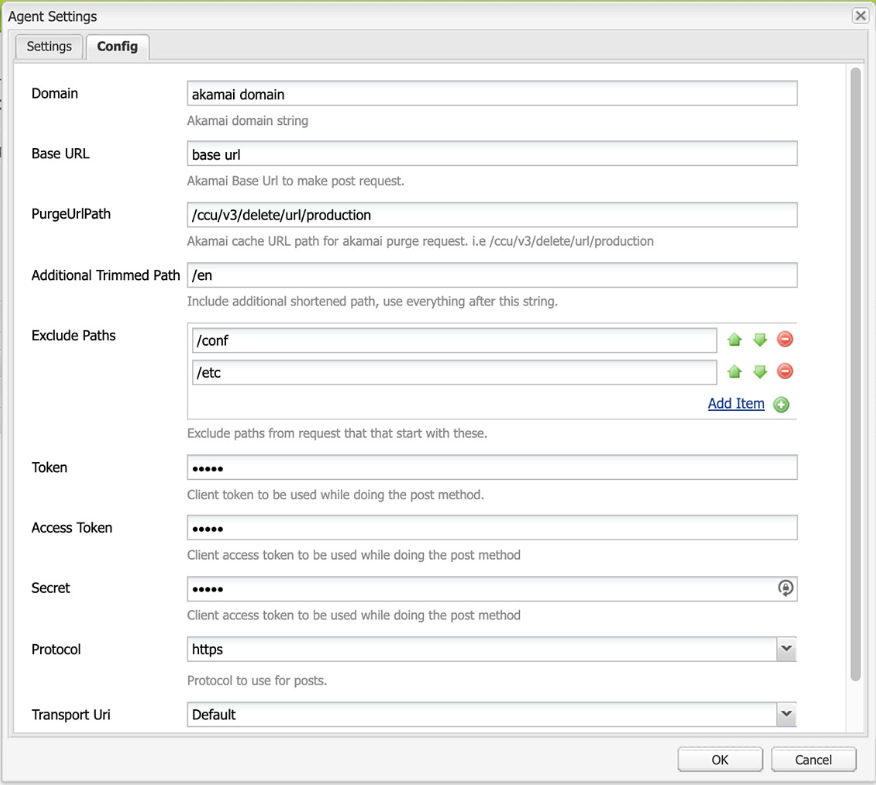 Agent Settings
Settings Config
Domain akamai domain
Akamai domain string
Base URL base url
Akamai Base Url to make post request.
PurgeUrlPath /ccu/v3/delete/url/production
Akamai cache URL path for akamai purge request. i.e /ccu/v3/delete/url/production
Additional Trimmed Path /en
Include additional shortened path, use everything after this string.
Exclude Paths /conf
/etc
Add Item
Exclude paths from request that that start with these.
Token •••••
Client token to be used while doing the post method.
Access Token •••••
Client access token to be used while doing the post method
Secret •••••
Client access token to be used while doing the post method
Protocol https
Protocol to use for posts.
Transport Uri Default
OK Cancel